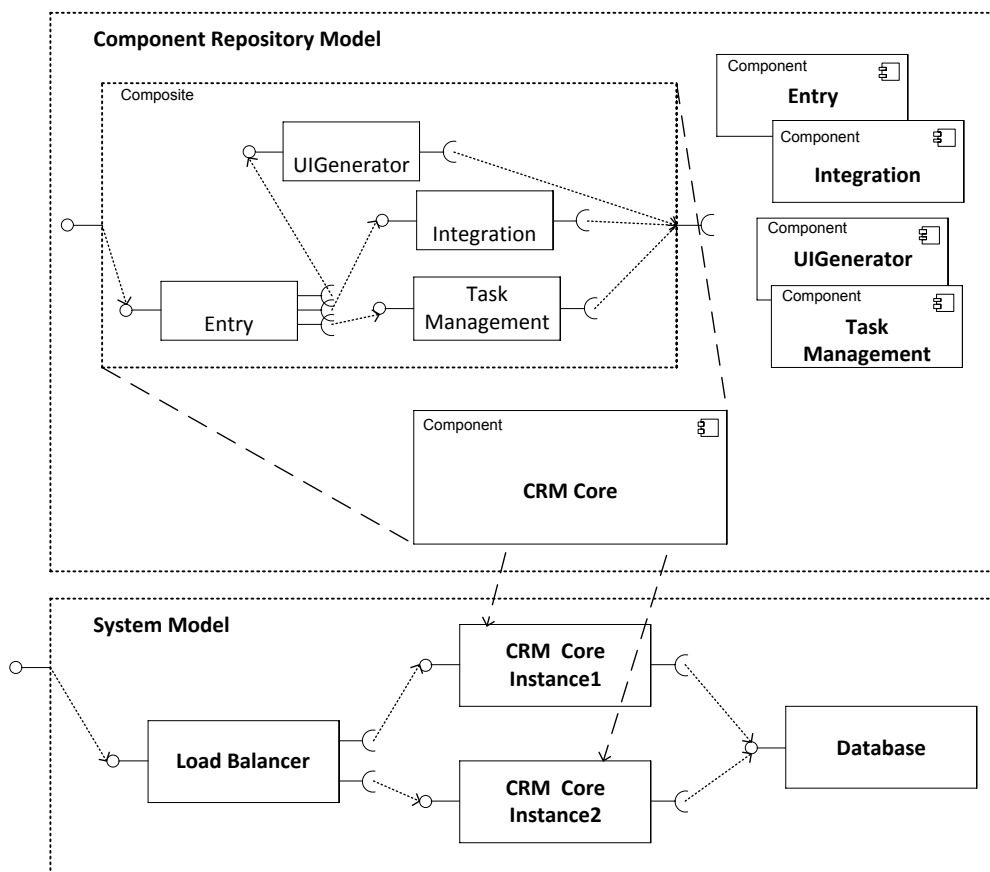 Component Repository Model
Composite
UIGenerator
Integration
Entry
Task
Management
Component
Entry
Component
Integration
Component
UIGenerator
Component
Task
Management
Component
CRM Core
System Model
CRM Core
Instance1
Load Balancer
CRM Core
Instance2
Database